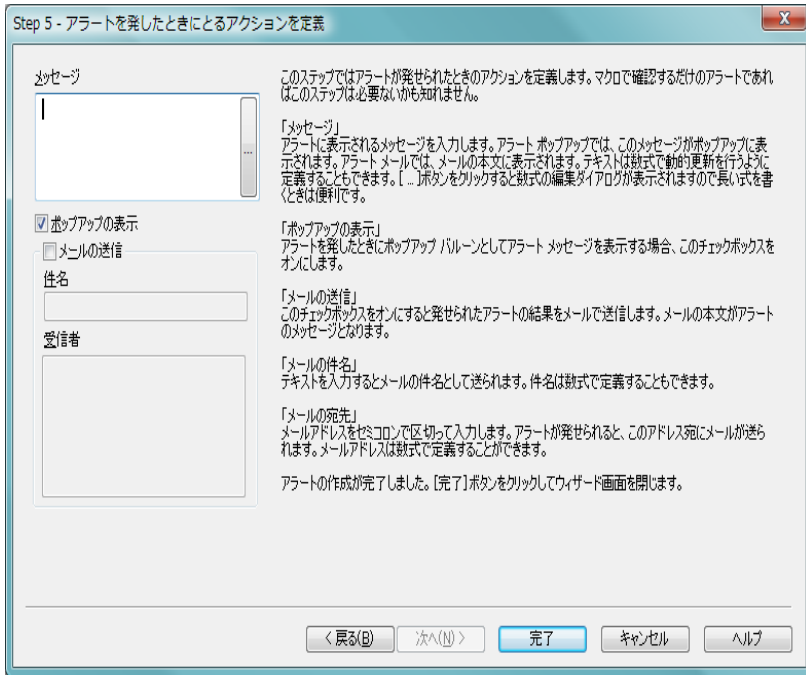 Step 5 - アラートを発したときにとるアクションを定義
メッセージ
...
ポップアップの表示
メールの送信
件名
受信者
このステップではアラートが発せられたときのアクションを定義します。マクロで確認するだけのアラートであれ
ばこのステップは必要ないかも知れません。
「メッセージ」
アラートに表示されるメッセージを入力します。アラート ポップアップでは、このメッセージがポップアップに表
示されます。アラート メールでは、メールの本文に表示されます。テキストは数式で動的更新を行うように
定義することもできます。[ ... ]ボタンをクリックすると数式の編集ダイアログが表示されますので長い式を書
くときは便利です。
「ポップアップの表示」
アラートを発したときにポップアップ バルーンとしてアラート メッセージを表示する場合、このチェックボックスを
オンにします。
「メールの送信」
このチェックボックスをオンにすると発せられたアラートの結果をメールで送信します。メールの本文がアラート
のメッセージとなります。
「メールの件名」
テキストを入力するとメールの件名として送られます。件名は数式で定義することもできます。
「メールの宛先」
メールアドレスをセミコロンで区切って入力します。アラートが発せられると、このアドレス宛にメールが送ら
れます。メールアドレスは数式で定義することができます。
アラートの作成が完了しました。[完了]ボタンをクリックしてウィザード画面を閉じます。
< 戻る(B)
次へ(N) >
完了
キャンセル
ヘルプ